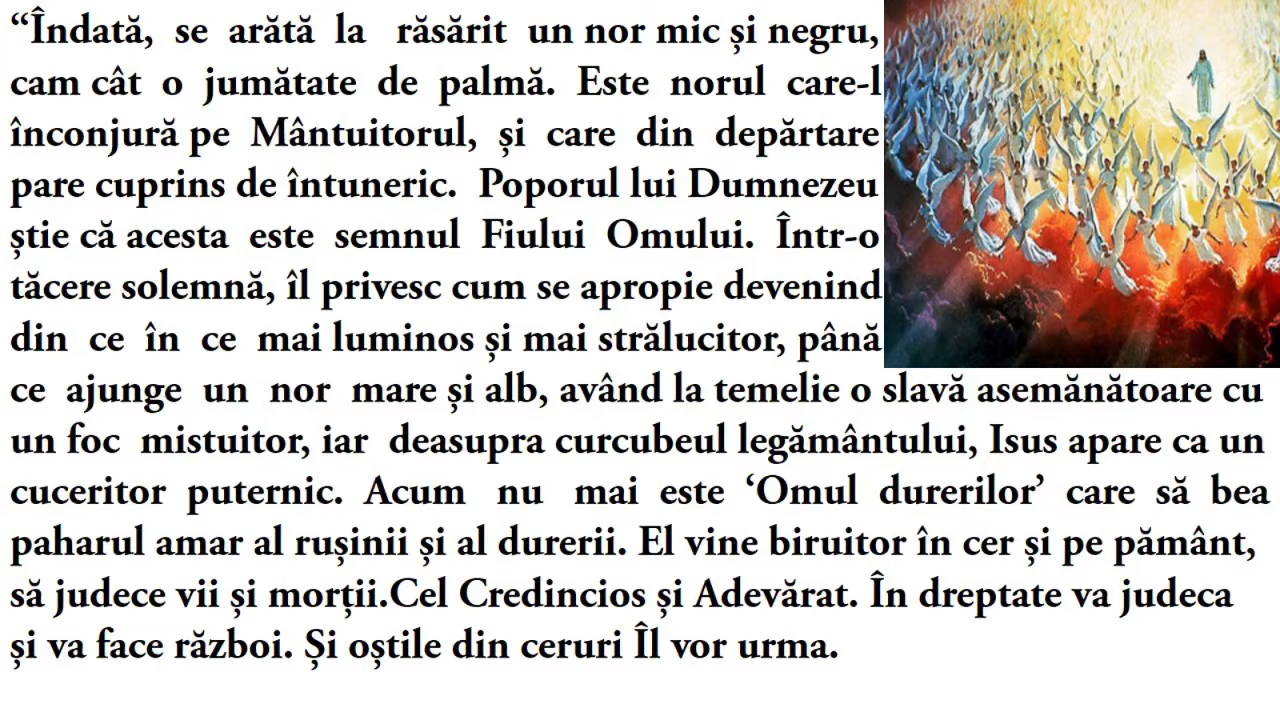 “Îndată, se arătă la răsărit un nor mic și negru,
cam cât o jumătate de palmă. Este norul care-l
înconjură pe Mântuitorul, și care din depărtare
pare cuprins de întuneric. Poporul lui Dumnezeu
știe că acesta este semnul Fiului Omului. Într-o
tăcere solemnă, îl privesc cum se apropie devenind
din ce în ce mai luminos și mai strălucitor, până
ce ajunge un nor mare și alb, având la temelie o slavă asemănătoare cu
un foc mistuitor, iar deasupra curcubeul legământului, Isus apare ca un
cuceritor puternic. Acum nu mai este ‘Omul durerilor’ care să bea
paharul amar al rușinii și al durerii. El vine biruitor în cer și pe pământ,
să judece vii și morții.Cel Credincios și Adevărat. În dreptate va judeca
și va face război. Și oștile din ceruri Îl vor urma.